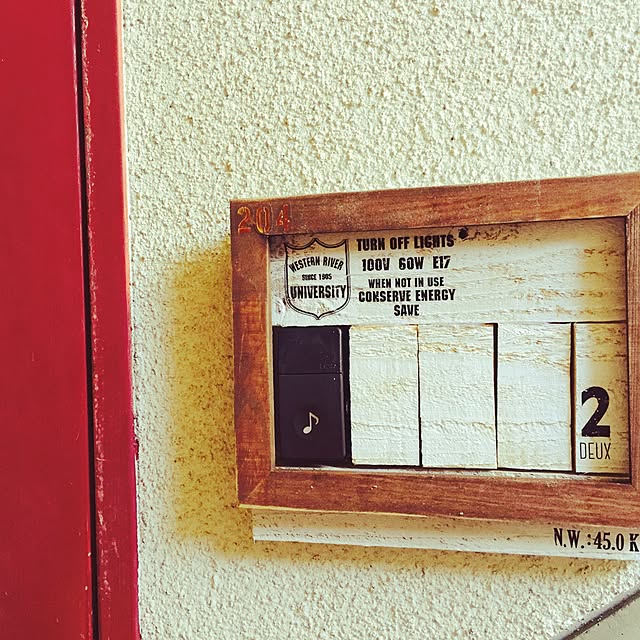 204
WESTERN RIVER
SINCE 1905
UNIVERSITY
TURN OFF LIGHTS
100V 60W E17
WHEN NOT IN USE
CONSERVE ENERGY
SAVE
2
DEUX
N.W.:45.0 K